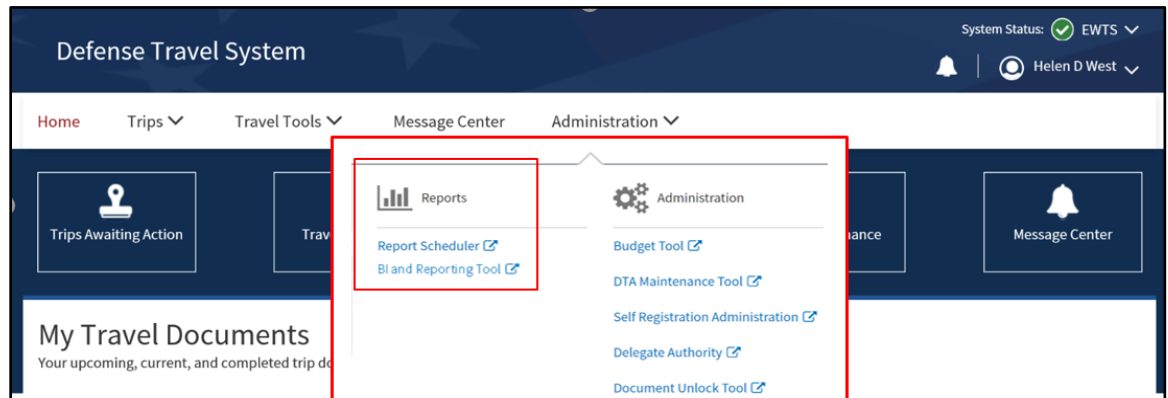 System Status: EWTS
Defense Travel System
Helen D West
Home Trips Travel Tools Message Center Administration
Reports
Report Scheduler
BI and Reporting Tool
Administration
Budget Tool
DTA Maintenance Tool
Self Registration Administration
Delegate Authority
Document Unlock Tool
Trips Awaiting Action
Message Center
My Travel Documents
Your upcoming, current, and completed trip